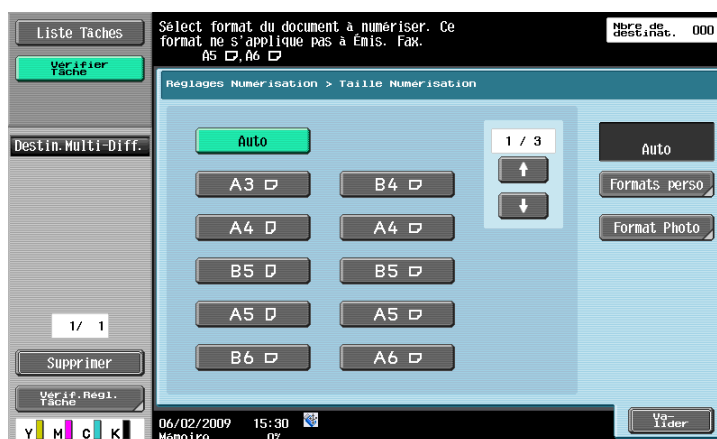 Liste Tâches
Vérifier
Tâche
Destin.Multi-Diff.
1/ 1
Supprimer
Vérif.Régl.
Tâche
Y M C K
Sélect format du document à numériser. Ce
format ne s'applique pas à Émis. Fax.
A5, A6
Nbre de
destinat. 000
Réglages Numérisation > Taille Numérisation
Auto
A3 B4
A4 A4
B5 B5
A5 A5
B6 A6
1 / 3
Auto
Formats perso
Format Photo
06/02/2009 15:30
Mémoire 0%
Va-
lider